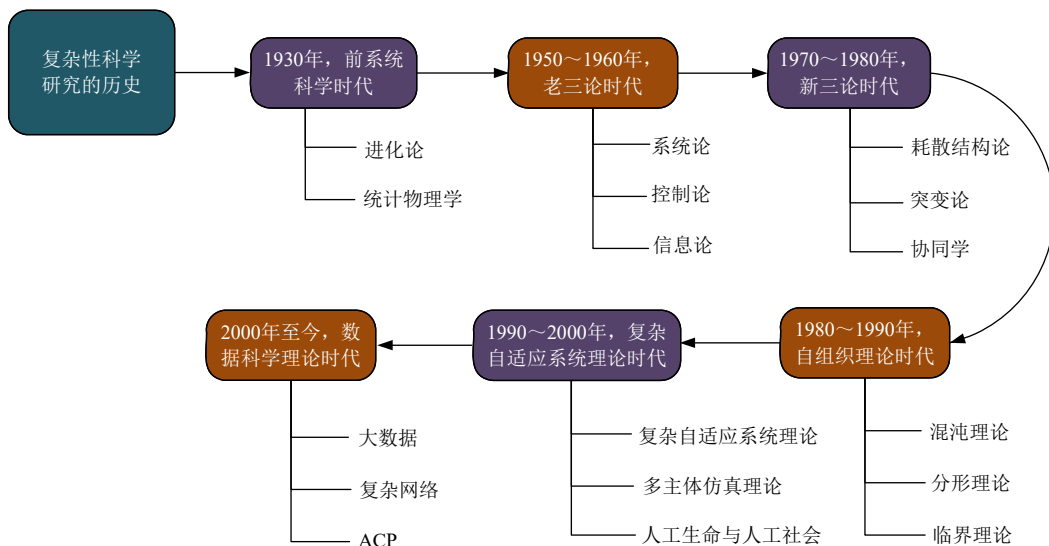 复杂性科学
研究的历史
1930年，前系统
科学时代
进化论
统计物理学
1950～1960年，
老三论时代
系统论
控制论
信息论
1970～1980年，
新三论时代
耗散结构论
突变论
协同学
1980～1990年，
自组织理论时代
混沌理论
分形理论
临界理论
1990～2000年，复杂
自适应系统理论时代
复杂自适应系统理论
多主体仿真理论
人工生命与人工社会
2000年至今，数
据科学理论时代
大数据
复杂网络
ACP